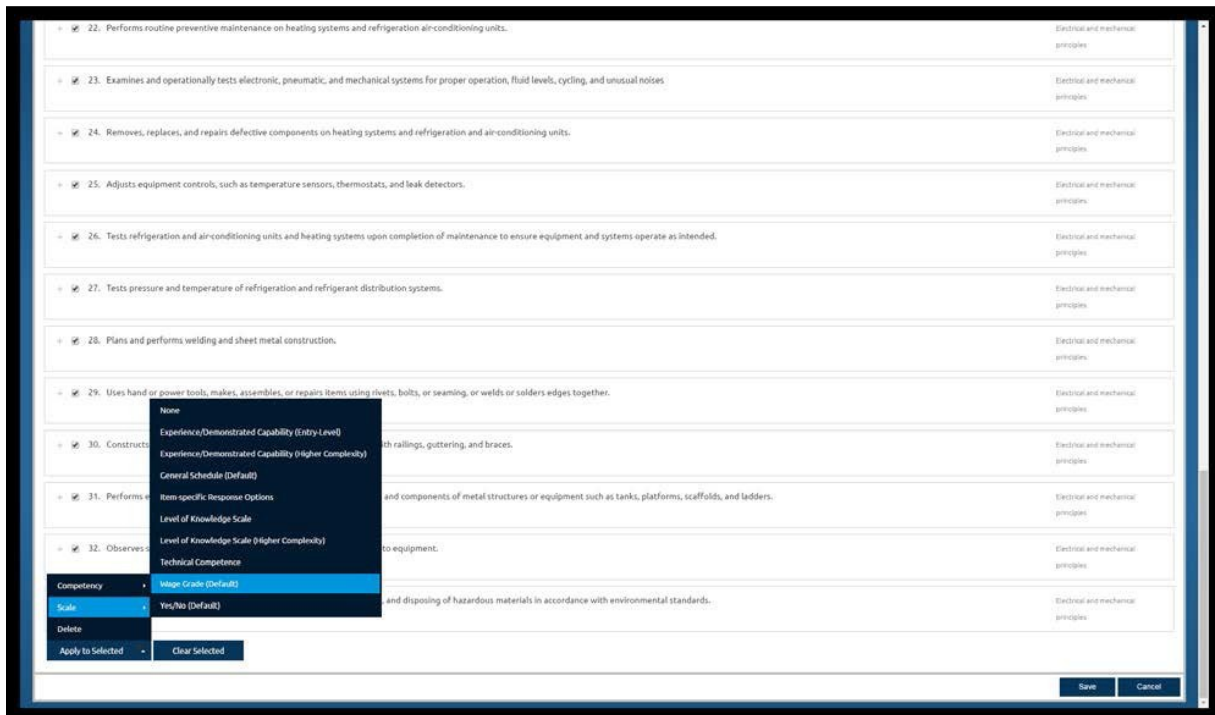 22. Performs routine preventive maintenance on heating systems and refrigeration air-conditioning units.
Electrical and mechanical
principles
23. Examines and operationally tests electronic, pneumatic, and mechanical systems for proper operation, fluid levels, cycling, and unusual noises
Electrical and mechanical
principles
24. Removes, replaces, and repairs defective components on heating systems and refrigeration and air-conditioning units.
Electrical and mechanical
principles
25. Adjusts equipment controls, such as temperature sensors, thermostats, and leak detectors.
Electrical and mechanical
principles
26. Tests refrigeration and air-conditioning units and heating systems upon completion of maintenance to ensure equipment and systems operate as intended.
Electrical and mechanical
principles
27. Tests pressure and temperature of refrigeration and refrigerant distribution systems.
Electrical and mechanical
principles
28. Plans and performs welding and sheet metal construction.
Electrical and mechanical
principles
29. Uses hand or power tools, makes, assembles, or repairs items using rivets, bolts, or seaming, or welds or solders edges together.
Electrical and mechanical
principles
None
Experience/Demonstrated Capability (Entry-Level)
30. Constructs ith railings, guttering, and braces.
Electrical and mechanical
principles
Experience/Demonstrated Capability (Higher Complexity)
General Schedule (Default)
Item-specific Response Options
31. Performs e and components of metal structures or equipment such as tanks, platforms, scaffolds, and ladders.
Electrical and mechanical
principles
Level of Knowledge Scale
Level of Knowledge Scale (Higher Complexity)
32. Observes s to equipment.
Electrical and mechanical
principles
Technical Competence
Wage Grade (Default)
Yes/No (Default)
, and disposing of hazardous materials in accordance with environmental standards.
Electrical and mechanical
principles
Competency
Scale
Delete
Apply to Selected
Clear Selected
Save
Cancel